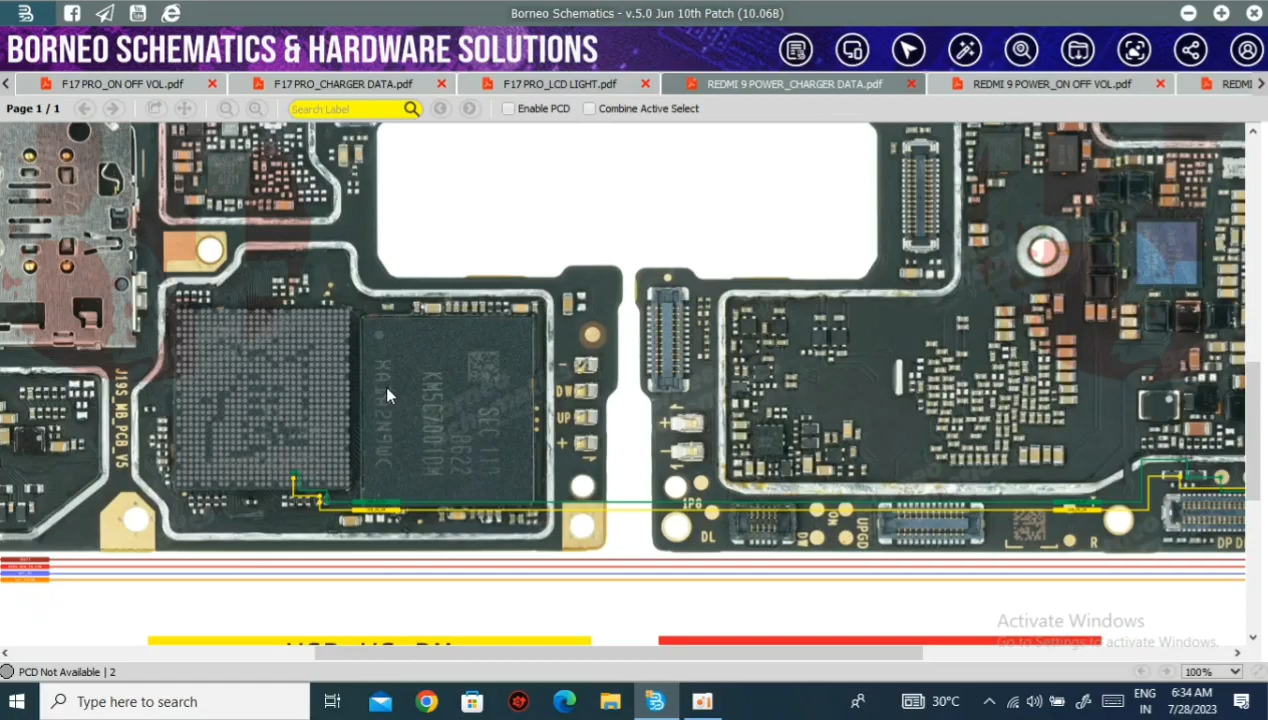 Borneo Schematics - v.5.0 Jun 10th Patch (10.06B)
BORNEO SCHEMATICS & HARDWARE SOLUTIONS
F17 PRO_ON OFF VOL.pdf
F17 PRO_CHARGER DATA.pdf
F17 PRO_LCD LIGHT.pdf
REDMI 9 POWER_CHARGER DATA.pdf
REDMI 9 POWER_ON OFF VOL.pdf
REDMI
Page 1 / 1
Search Label
Enable PCD
Combine Active Select
J19S MB PCB V5
DW
UP
DL
DW
UPGD
R
Activate Windows
Go to Settings to activate Windows.
PCD Not Available | 2
100%
Type here to search
30°C
ENG
IN
6:34 AM
7/28/2023